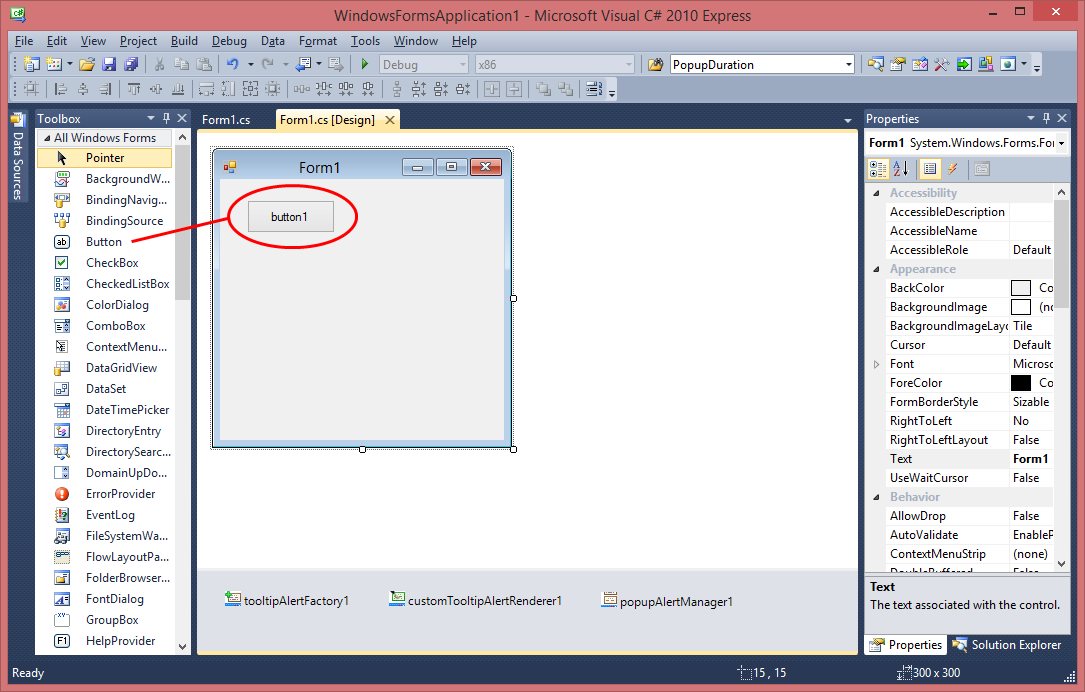 WindowsFormsApplication1 - Microsoft Visual C# 2010 Express
File Edit View Project Build Debug Data Format Tools Window Help
Debug x86 PopupDuration
Data Sources
Toolbox
All Windows Forms
Pointer
BackgroundW...
BindingNavig...
BindingSource
Button
CheckBox
CheckedListBox
ColorDialog
ComboBox
ContextMenu...
DataGridView
DataSet
DateTimePicker
DirectoryEntry
DirectorySearc...
DomainUpDo...
ErrorProvider
EventLog
FileSystemWa...
FlowLayoutPa...
FolderBrowser...
FontDialog
GroupBox
HelpProvider
Form1.cs Form1.cs [Design]
Form1
button1
tooltipAlertFactory1 customTooltipAlertRenderer1 popupAlertManager1
Properties
Form1 System.Windows.Forms.For
Accessibility
AccessibleDescription
AccessibleName
AccessibleRole Default
Appearance
BackColor Co
BackgroundImage (no
BackgroundImageLayo Tile
Cursor Default
Font Microso
ForeColor Co
FormBorderStyle Sizable
RightToLeft No
RightToLeftLayout False
Text Form1
UseWaitCursor False
Behavior
AllowDrop False
AutoValidate EnableP
ContextMenuStrip (none)
DoubleBuffered False
Text
The text associated with the control.
Properties Solution Explorer
Ready 15 , 15 300 x 300